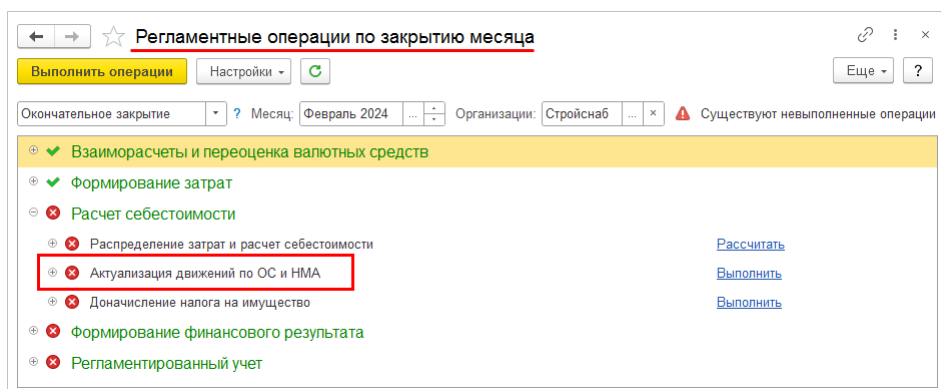 Регламентные операции по закрытию месяца
Выполнить операции Настройки Еще ?
Окончательное закрытие ? Месяц: Февраль 2024 ... Организации: Стройснаб ... × Существуют невыполненные операции
Взаиморасчеты и переоценка валютных средств
Формирование затрат
Расчет себестоимости
Распределение затрат и расчет себестоимости Рассчитать
Актуализация движений по ОС и НМА Выполнить
Доначисление налога на имущество Выполнить
Формирование финансового результата
Регламентированный учет